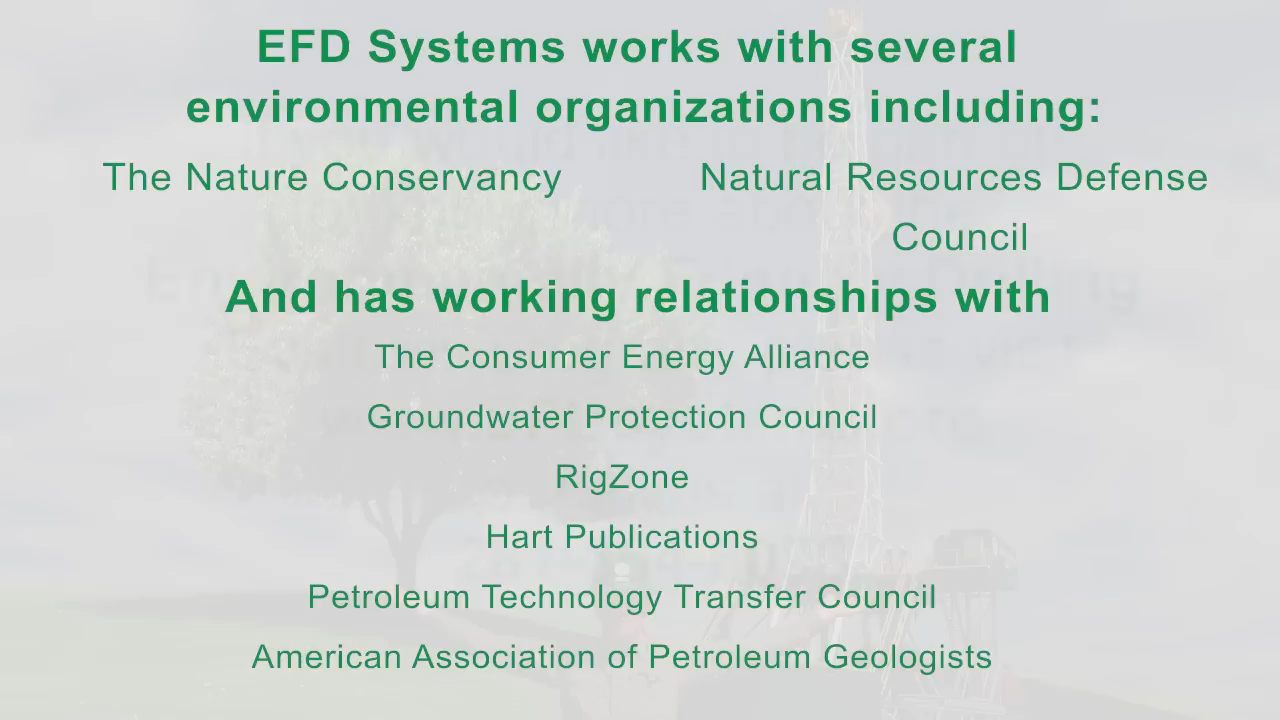 EFD Systems works with several
environmental organizations including:
The Nature Conservancy Natural Resources Defense
Council
And has working relationships with
The Consumer Energy Alliance
Groundwater Protection Council
RigZone
Hart Publications
Petroleum Technology Transfer Council
American Association of Petroleum Geologists